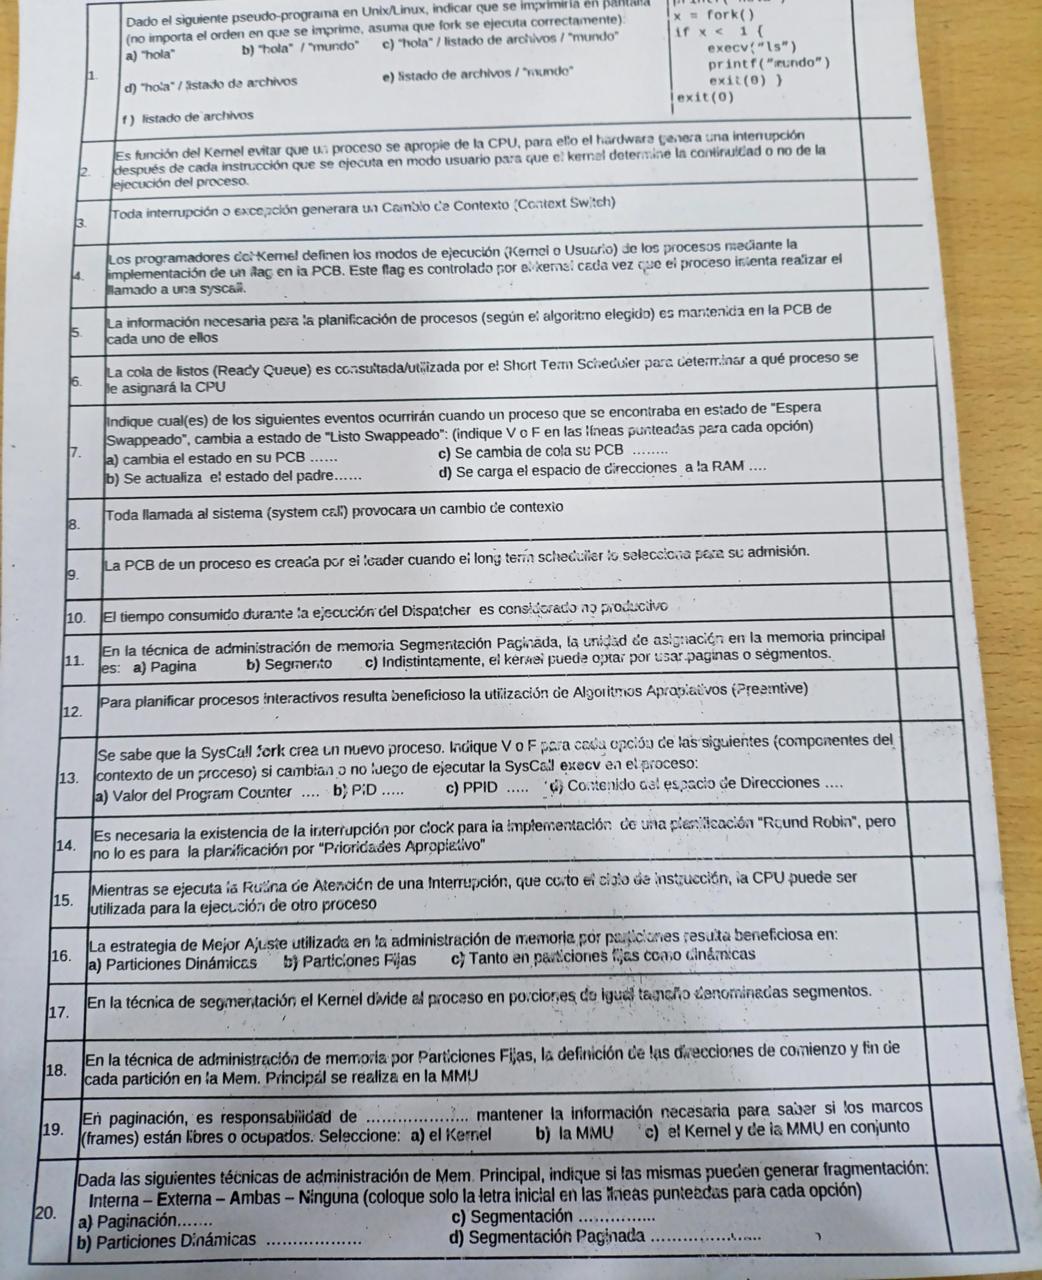 Dado el siguiente pseudo-programa en Unix/Linux, indicar que se imprimiría en pantalla
(no importa el orden en que se imprime, asuma que fork se ejecuta correctamente):
a) "hola" b) "hola" / "mundo" c) "hola" / listado de archivos / "mundo"
1.
d) "hola" / listado de archivos e) listado de archivos / "mundo"
f) listado de archivos
x = fork()
if x < 1 {
execv("ls")
printf("mundo")
exit(0) }
exit(0)
2. Es función del Kernel evitar que un proceso se apropie de la CPU, para ello el hardware genera una interrupción
después de cada instrucción que se ejecuta en modo usuario para que el kernel determine la continuidad o no de la
ejecución del proceso.
3. Toda interrupción o excepción generara un Cambio de Contexto (Context Switch)
4. Los programadores del Kernel definen los modos de ejecución (Kernel o Usuario) de los procesos mediante la
implementación de un flag en la PCB. Este flag es controlado por el kernel cada vez que el proceso intenta realizar el
llamado a una syscall.
5. La información necesaria para la planificación de procesos (según el algoritmo elegido) es mantenida en la PCB de
cada uno de ellos
6. La cola de listos (Ready Queue) es consultada/utilizada por el Short Term Scheduler para determinar a qué proceso se
le asignará la CPU
7. Indique cual(es) de los siguientes eventos ocurrirán cuando un proceso que se encontraba en estado de "Espera
Swappeado", cambia a estado de "Listo Swappeado": (indique V o F en las líneas punteadas para cada opción)
a) cambia el estado en su PCB ...... c) Se cambia de cola su PCB ........
b) Se actualiza el estado del padre...... d) Se carga el espacio de direcciones a la RAM ....
8. Toda llamada al sistema (system call) provocara un cambio de contexto
9. La PCB de un proceso es creada por el loader cuando el long term scheduller lo selecciona para su admisión.
10. El tiempo consumido durante la ejecución del Dispatcher es considerado no productivo
11. En la técnica de administración de memoria Segmentación Paginada, la unidad de asignación en la memoria principal
es: a) Pagina b) Segmento c) Indistintamente, el kernel puede optar por usar paginas o segmentos.
12. Para planificar procesos interactivos resulta beneficioso la utilización de Algoritmos Apropiativos (Preemtive)
13. Se sabe que la SysCall fork crea un nuevo proceso. Indique V o F para cada opción de las siguientes (componentes del
contexto de un proceso) si cambian o no luego de ejecutar la SysCall execv en el proceso:
a) Valor del Program Counter .... b) PID ..... c) PPID ..... d) Contenido del espacio de Direcciones ....
14. Es necesaria la existencia de la interrupción por clock para la implementación de una planificación "Round Robin", pero
no lo es para la planificación por "Prioridades Apropiativo"
15. Mientras se ejecuta la Rutina de Atención de una Interrupción, que corto el ciclo de instrucción, la CPU puede ser
utilizada para la ejecución de otro proceso
16. La estrategia de Mejor Ajuste utilizada en la administración de memoria por particiones resulta beneficiosa en:
a) Particiones Dinámicas b) Particiones Fijas c) Tanto en particiones fijas como dinámicas
17. En la técnica de segmentación el Kernel divide al proceso en porciones de igual tamaño denominadas segmentos.
18. En la técnica de administración de memoria por Particiones Fijas, la definición de las direcciones de comienzo y fin de
cada partición en la Mem. Principal se realiza en la MMU
19. En paginación, es responsabilidad de ..................... mantener la información necesaria para saber si los marcos
(frames) están libres o ocupados. Seleccione: a) el Kernel b) la MMU c) el Kernel y de la MMU en conjunto
20. Dada las siguientes técnicas de administración de Mem. Principal, indique si las mismas pueden generar fragmentación:
Interna – Externa – Ambas – Ninguna (coloque solo la letra inicial en las líneas punteadas para cada opción)
a) Paginación....... c) Segmentación ...............
b) Particiones Dinámicas .................. d) Segmentación Paginada .....................